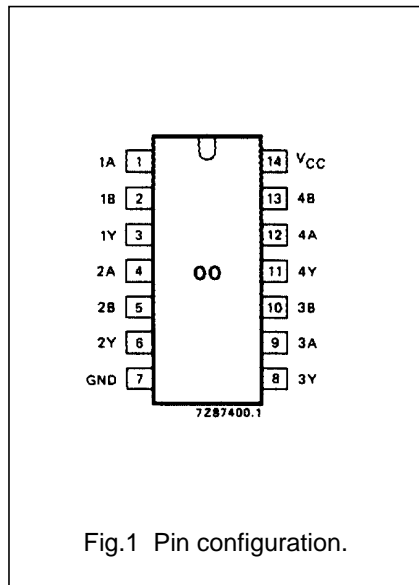 1A 1 14 VCC
1B 2 13 4B
1Y 3 12 4A
2A 4 00 11 4Y
2B 5 10 3B
2Y 6 9 3A
GND 7 8 3Y
7Z87400.1
Fig.1 Pin configuration.